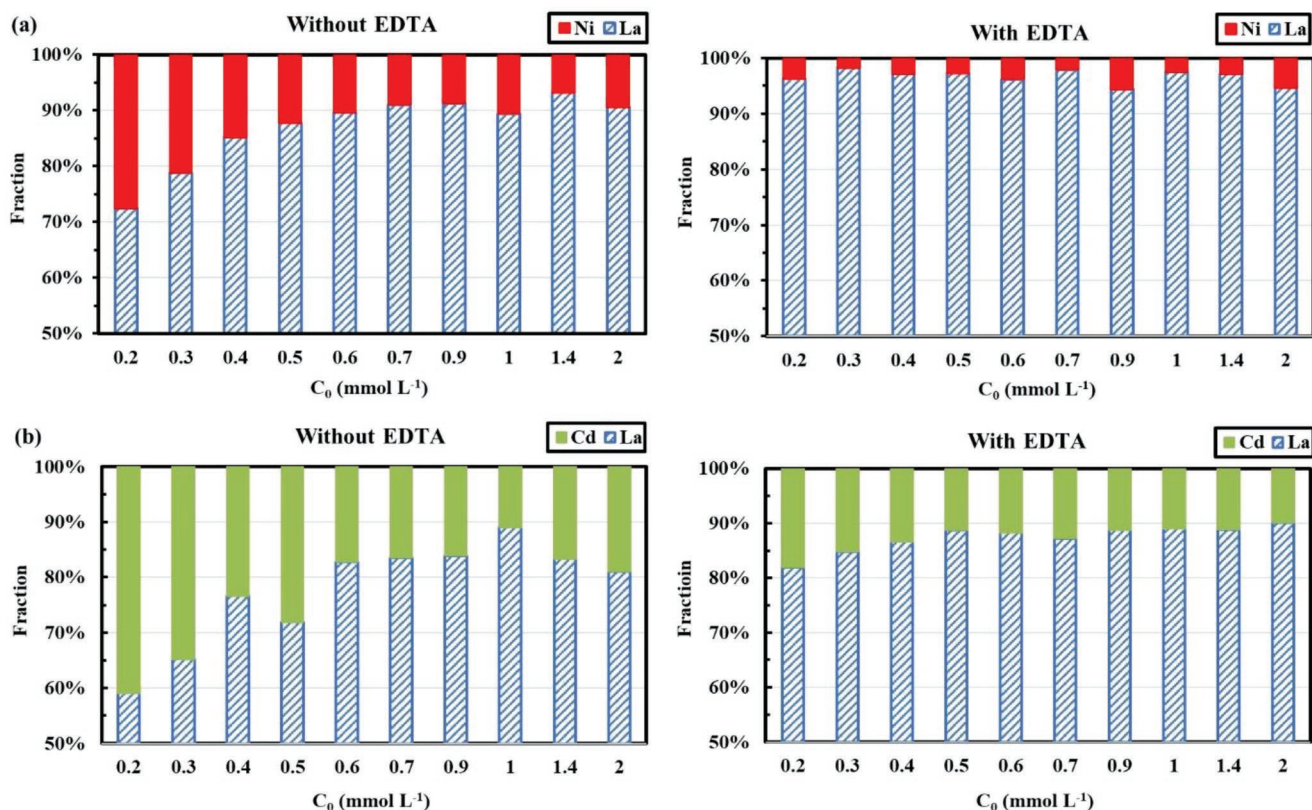 (a)
Without EDTA
Ni La
Fraction
100%
90%
80%
70%
60%
50%
0.2 0.3 0.4 0.5 0.6 0.7 0.9 1 1.4 2
C₀ (mmol L⁻¹)
With EDTA
Ni La
Fraction
100%
90%
80%
70%
60%
50%
0.2 0.3 0.4 0.5 0.6 0.7 0.9 1 1.4 2
C₀ (mmol L⁻¹)
(b)
Without EDTA
Cd La
Fraction
100%
90%
80%
70%
60%
50%
0.2 0.3 0.4 0.5 0.6 0.7 0.9 1 1.4 2
C₀ (mmol L⁻¹)
With EDTA
Cd La
Fractioin
100%
90%
80%
70%
60%
50%
0.2 0.3 0.4 0.5 0.6 0.7 0.9 1 1.4 2
C₀ (mmol L⁻¹)